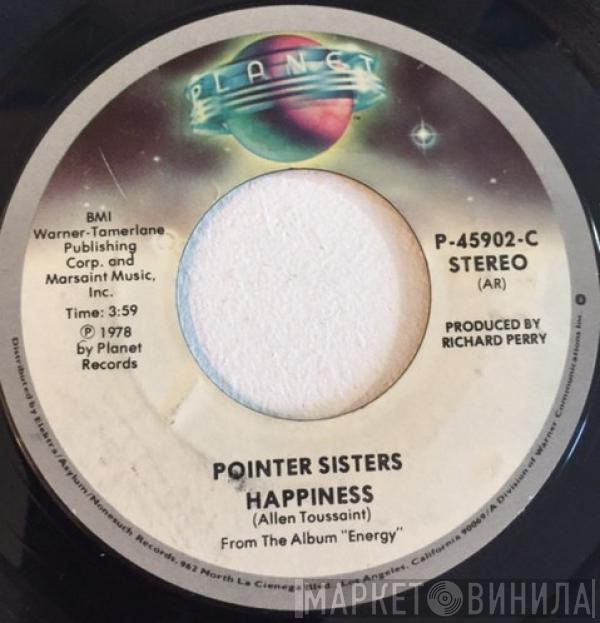 PLANET
BMI
Warner-Tamerlane
Publishing
Corp. and
Marsaint Music,
Inc.
Time: 3:59
Ⓟ 1978
by Planet
Records
P-45902-C
STEREO
(AR)
PRODUCED BY
RICHARD PERRY
POINTER SISTERS
HAPPINESS
(Allen Toussaint)
From The Album "Energy"
Distributed by Elektra/Asylum/Nonesuch Records, 962 North La Cienega Blvd., Los Angeles, California 90069/A Division of Warner Communications Inc. O
МАРКЕТ ВИНИЛА